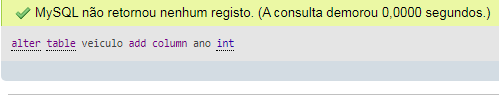 MySQL não retornou nenhum registo. (A consulta demorou 0,0000 segundos.)
alter table veiculo add column ano int